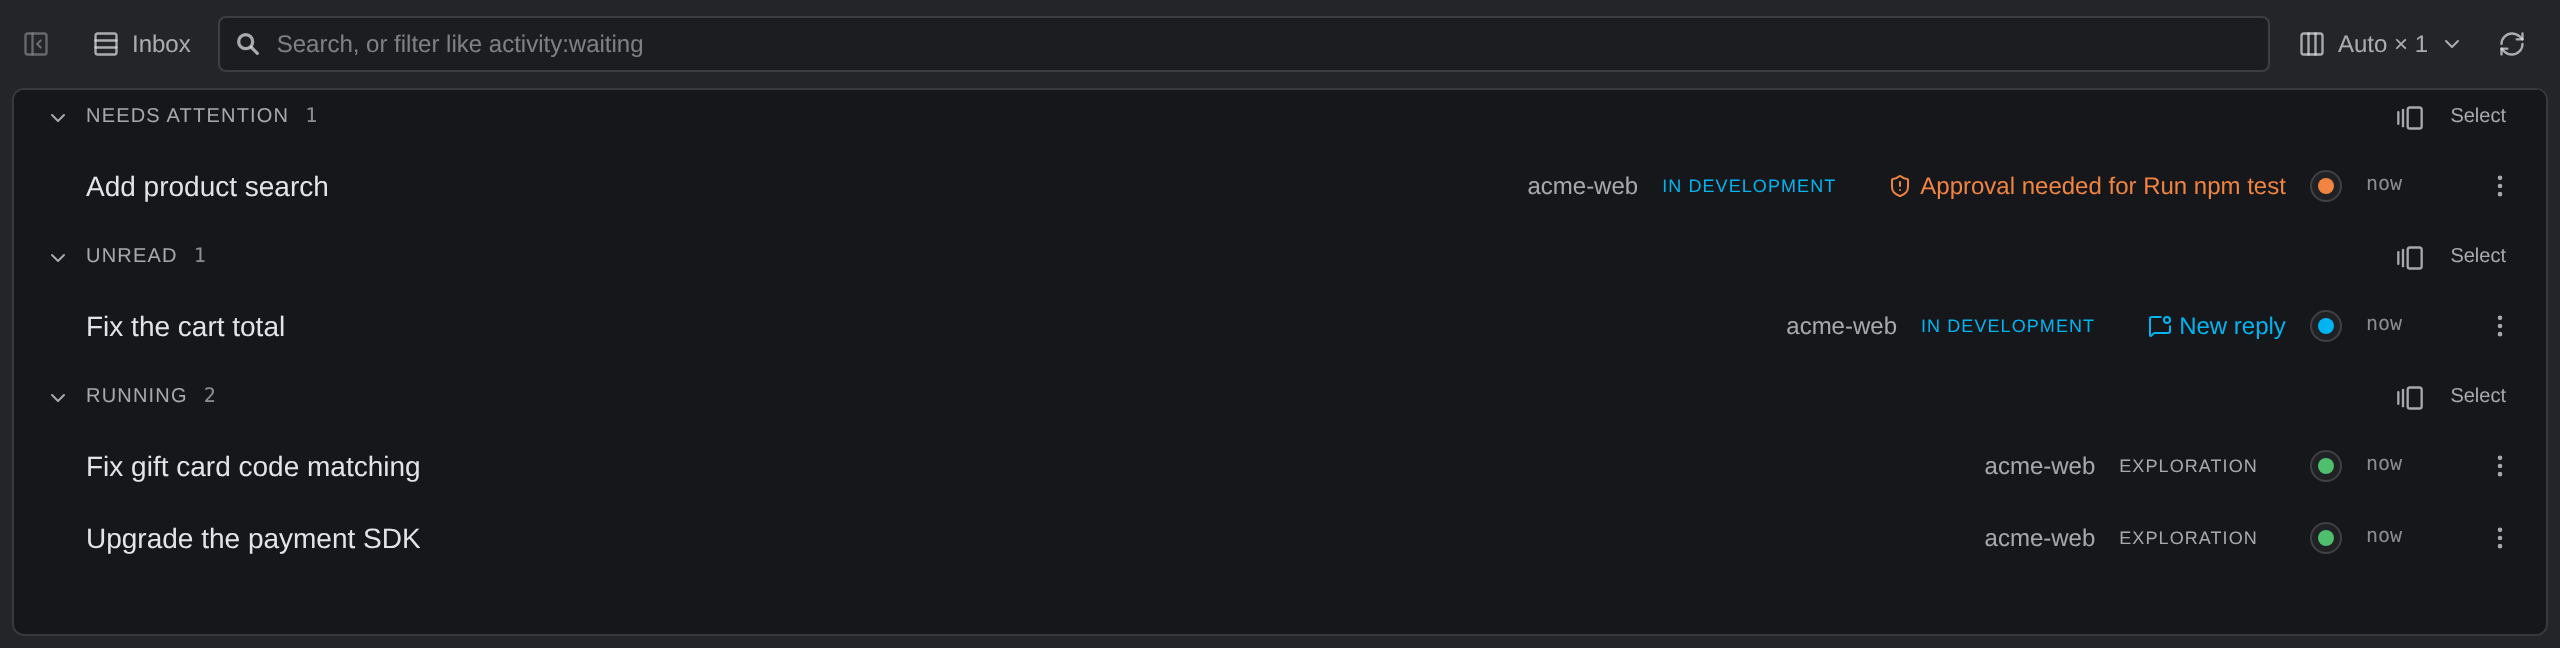 Inbox
Search, or filter like activity:waiting
Auto × 1
NEEDS ATTENTION 1 Select
Add product search acme-web IN DEVELOPMENT Approval needed for Run npm test now
UNREAD 1 Select
Fix the cart total acme-web IN DEVELOPMENT New reply now
RUNNING 2 Select
Fix gift card code matching acme-web EXPLORATION now
Upgrade the payment SDK acme-web EXPLORATION now